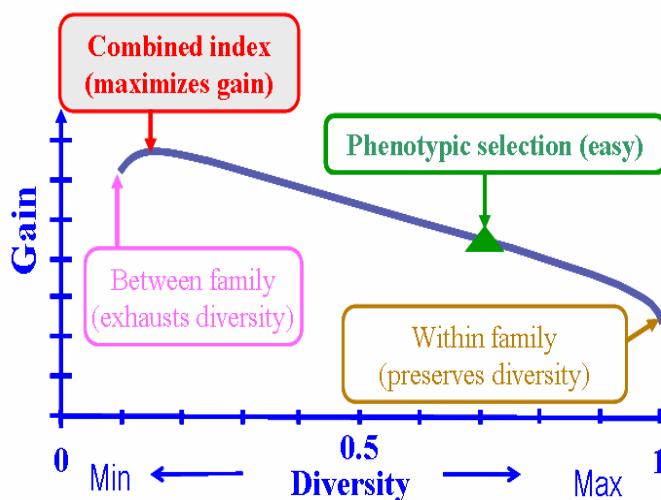 Combined index
(maximizes gain)
Phenotypic selection (easy)
Gain
Between family
(exhausts diversity)
Within family
(preserves diversity)
0
0.5
1
Min
Diversity
Max